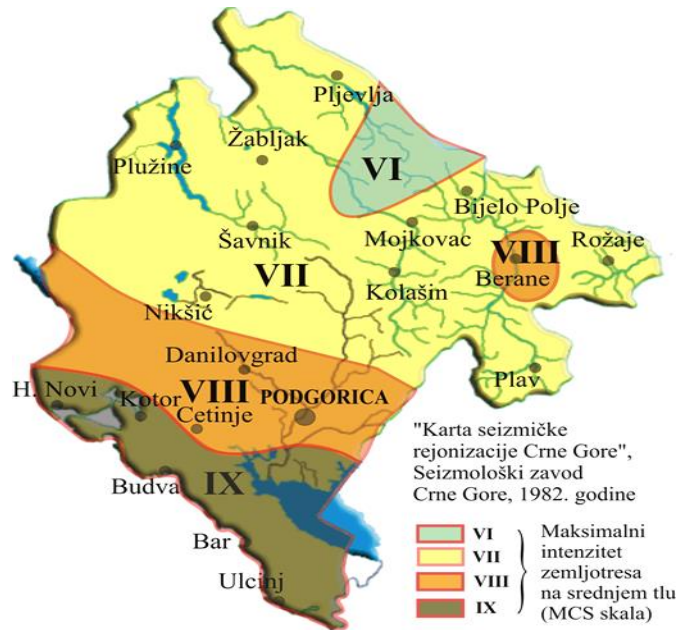 Pljevlja
Žabljak
VI
Plužine
Bijelo Polje
Šavnik
Mojkovac
VIII
Rožaje
VII
Berane
Kolašin
Nikšić
Danilovgrad
Plav
H. Novi
Kotor
VIII
PODGORICA
Cetinje
Budva
IX
Bar
Ulcinj
"Karta seizmičke
rejonizacije Crne Gore",
Seizmološki zavod
Crne Gore, 1982. godine
VI
VII
VIII
IX
Maksimalni
intenzitet
zemljotresa
na srednjem tlu
(MCS skala)